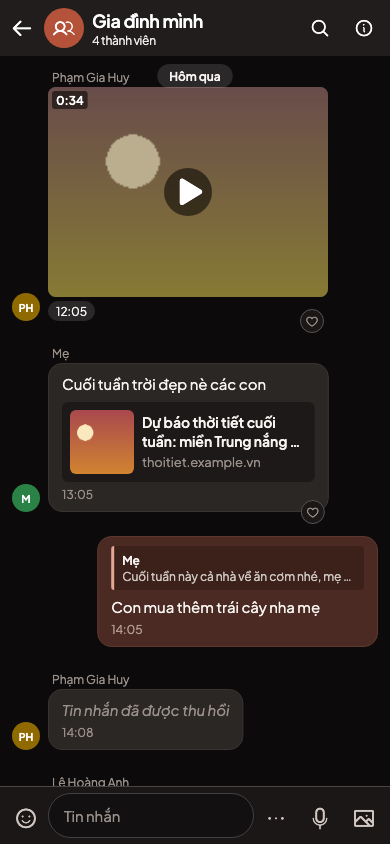 Gia đình mình
4 thành viên
Hôm qua
Phạm Gia Huy
0:34
PH
12:05
Mẹ
Cuối tuần trời đẹp nè các con
Dự báo thời tiết cuối
tuần: miền Trung nắng …
thoitiet.example.vn
13:05
M
Mẹ
Cuối tuần này cả nhà về ăn cơm nhé, mẹ …
Con mua thêm trái cây nha mẹ
14:05
Phạm Gia Huy
Tin nhắn đã được thu hồi
14:08
PH
Lê Hoàng Anh
Tin nhắn